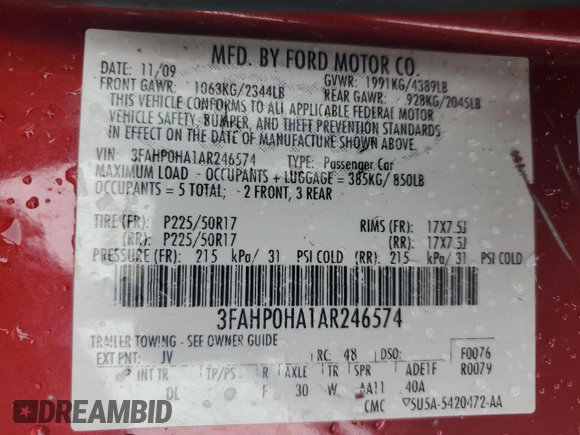 MFD. BY FORD MOTOR CO.
DATE: 11/09 GVWR: 1991KG/4389LB
FRONT GAWR: 1063KG/2344LB REAR GAWR: 928KG/2045LB
THIS VEHICLE CONFORMS TO ALL APPLICABLE FEDERAL MOTOR
VEHICLE SAFETY, BUMPER, AND THEFT PREVENTION STANDARDS
IN EFFECT ON THE DATE OF MANUFACTURE SHOWN ABOVE.
VIN: 3FAHP0HA1AR246574 TYPE: Passenger Car
MAXIMUM LOAD - OCCUPANTS + LUGGAGE = 385KG/ 850LB
OCCUPANTS = 5 TOTAL; - 2 FRONT, 3 REAR
TIRE (FR): P225/50R17 RIMS (FR): 17X7.5J
(RR): P225/50R17 (RR): 17X7.5J
PRESSURE (FR): 215 kPa/ 31 PSI COLD (RR): 215 kPa/ 31 PSI COLD
3FAHP0HA1AR246574
TRAILER TOWING - SEE OWNER GUIDE
EXT PNT: JV RC: 48 DSO: F0076
INT TR TP/PS R AXLE TR SPR ADE1F R0079
DL F 30 W AA11 40A
CMC 5U5A-5420472-AA